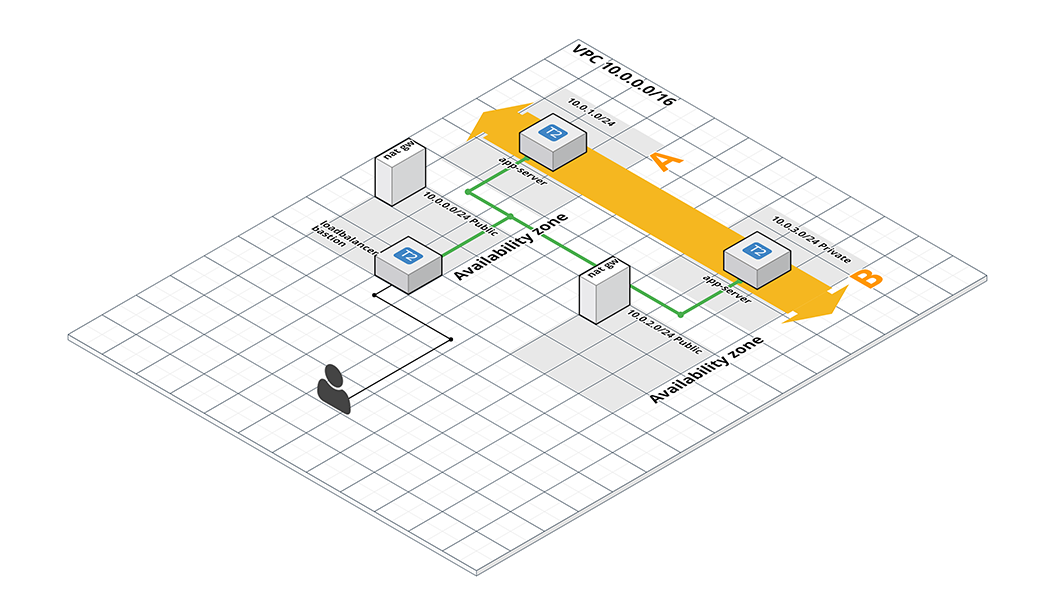 VPC 10.0.0.0/16
10.0.1.0/24
T2
A
app-server
nat gw
10.0.0.0/24 Public
loadbalancer
bastion
T2
Availability zone
10.0.3.0/24 Private
T2
B
app-server
nat gw
10.0.2.0/24 Public
Availability zone